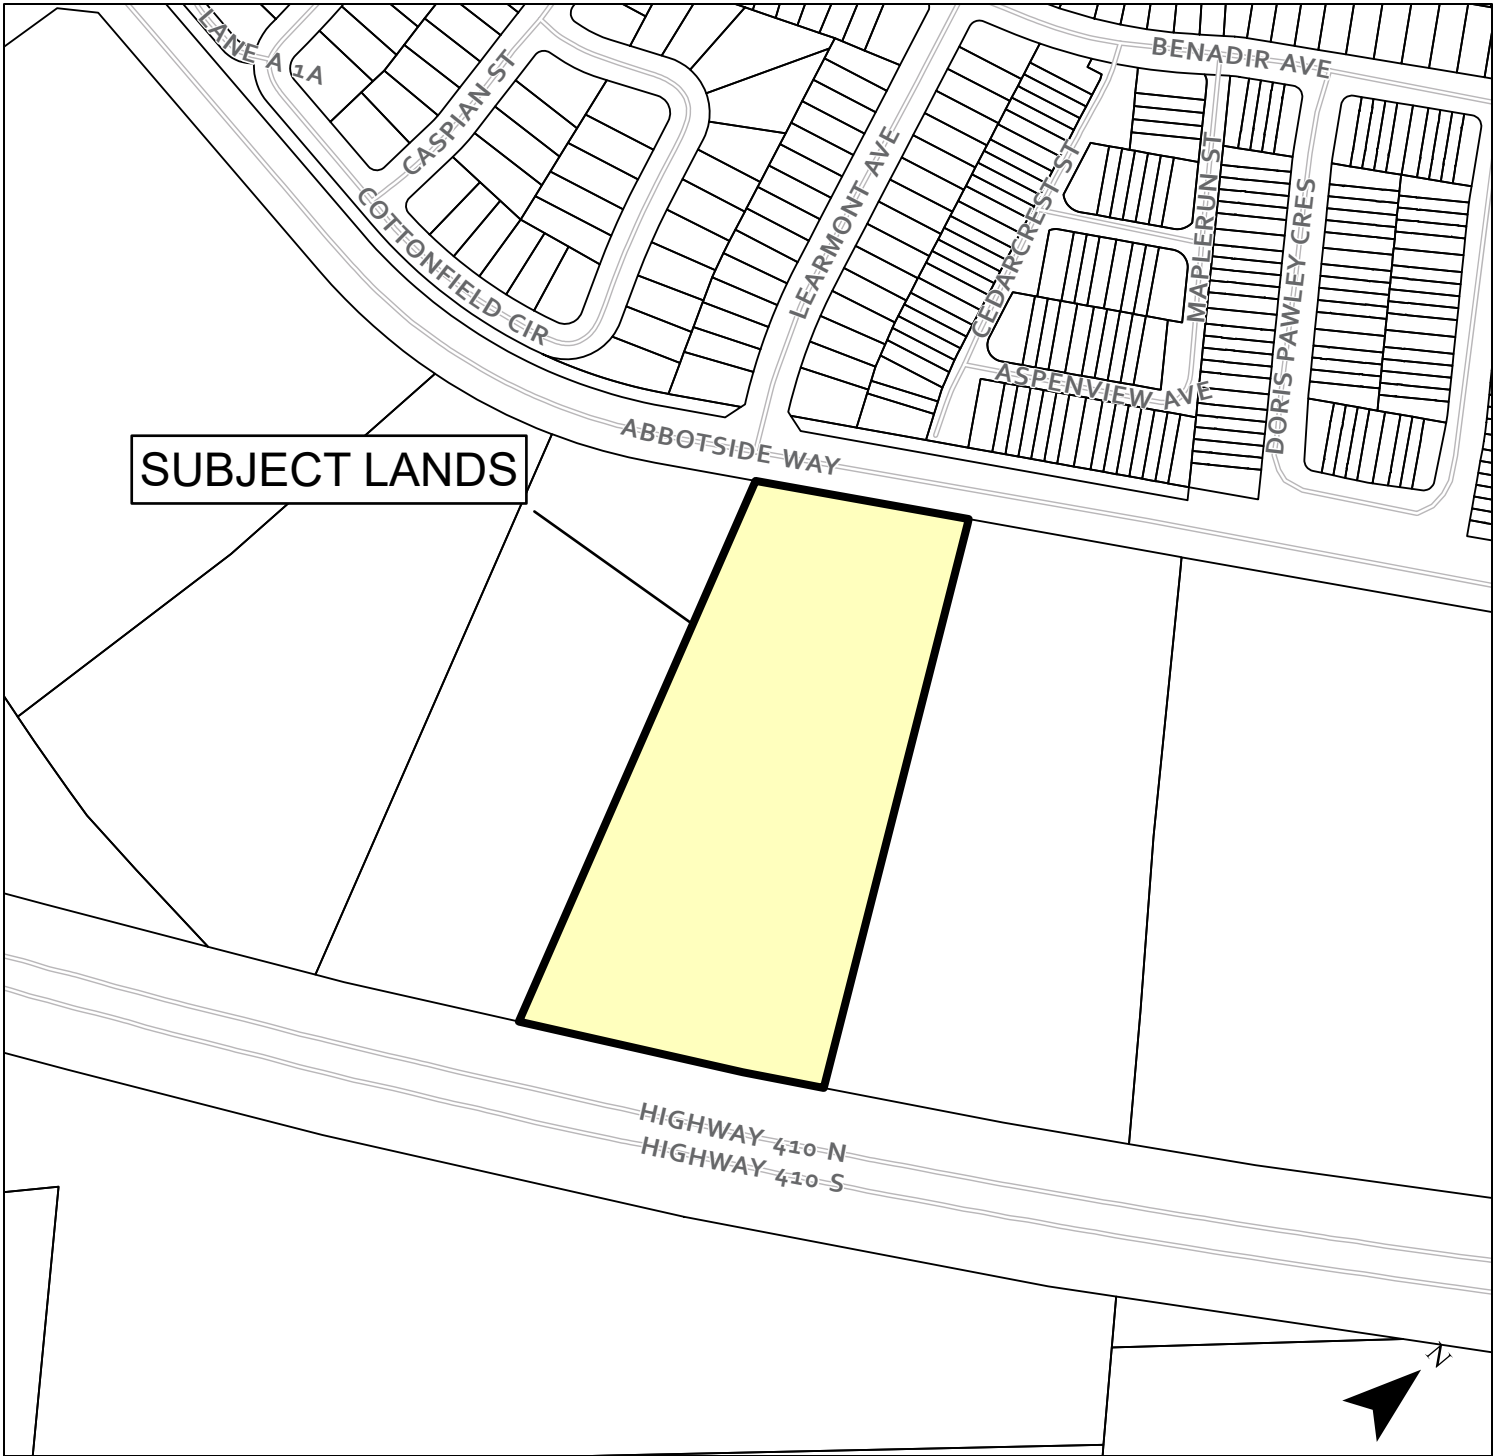 LANE A 1A
CASPIAN ST
COTTONFIELD CIR
LEARMONT AVE
BENADIR AVE
CEDARCREST ST
MAPLERUN ST
DORIS PAWLEY CRES
ASPENVIEW AVE
ABBOTSIDE WAY
SUBJECT LANDS
HIGHWAY 410 N
HIGHWAY 410 S
N